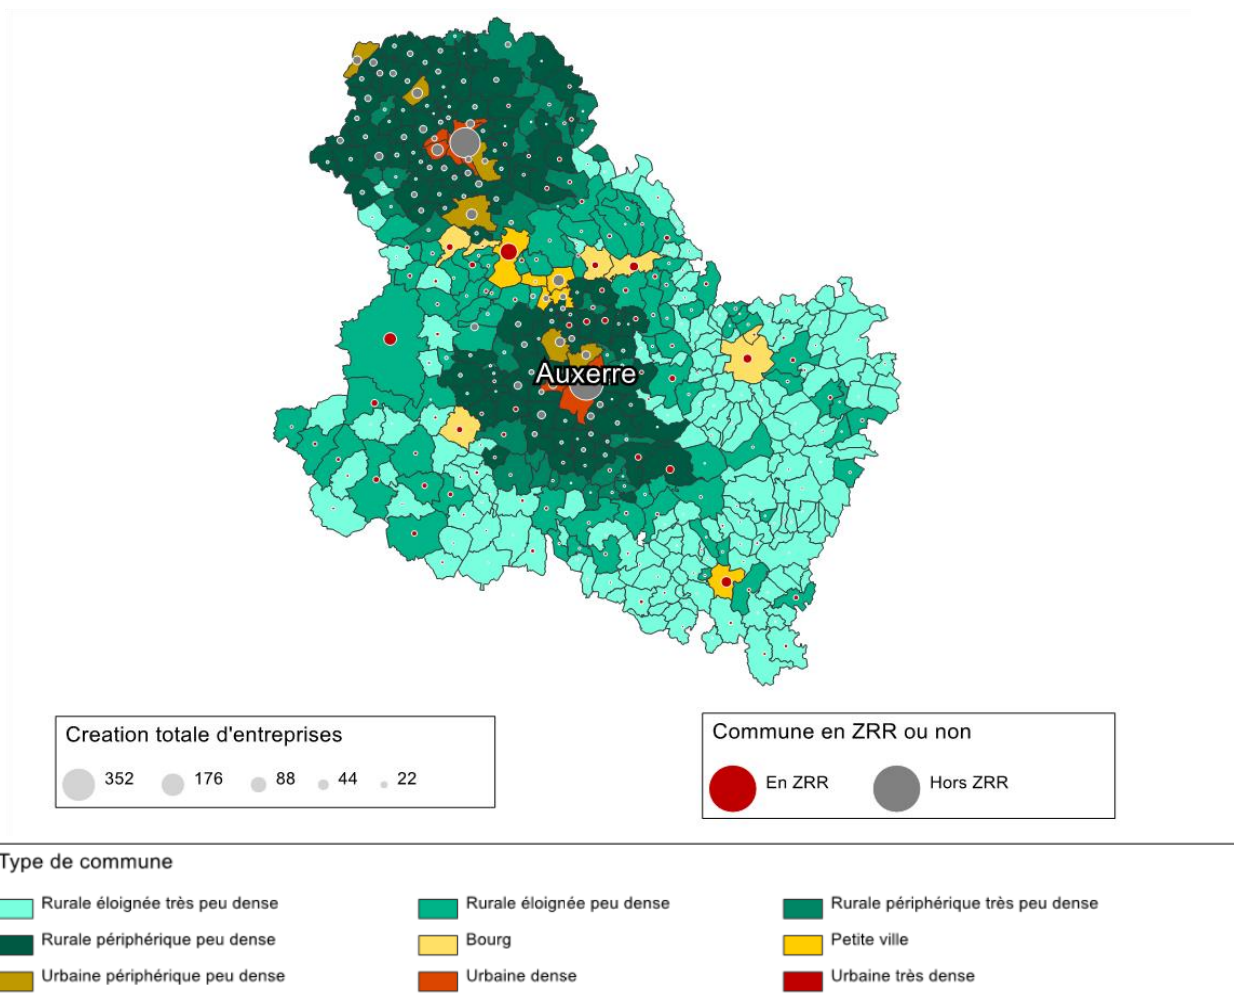 Auxerre
Creation totale d'entreprises
352 176 88 44 22
Commune en ZRR ou non
En ZRR Hors ZRR
Type de commune
Rurale éloignée très peu dense Rurale éloignée peu dense Rurale périphérique très peu dense
Rurale périphérique peu dense Bourg Petite ville
Urbaine périphérique peu dense Urbaine dense Urbaine très dense